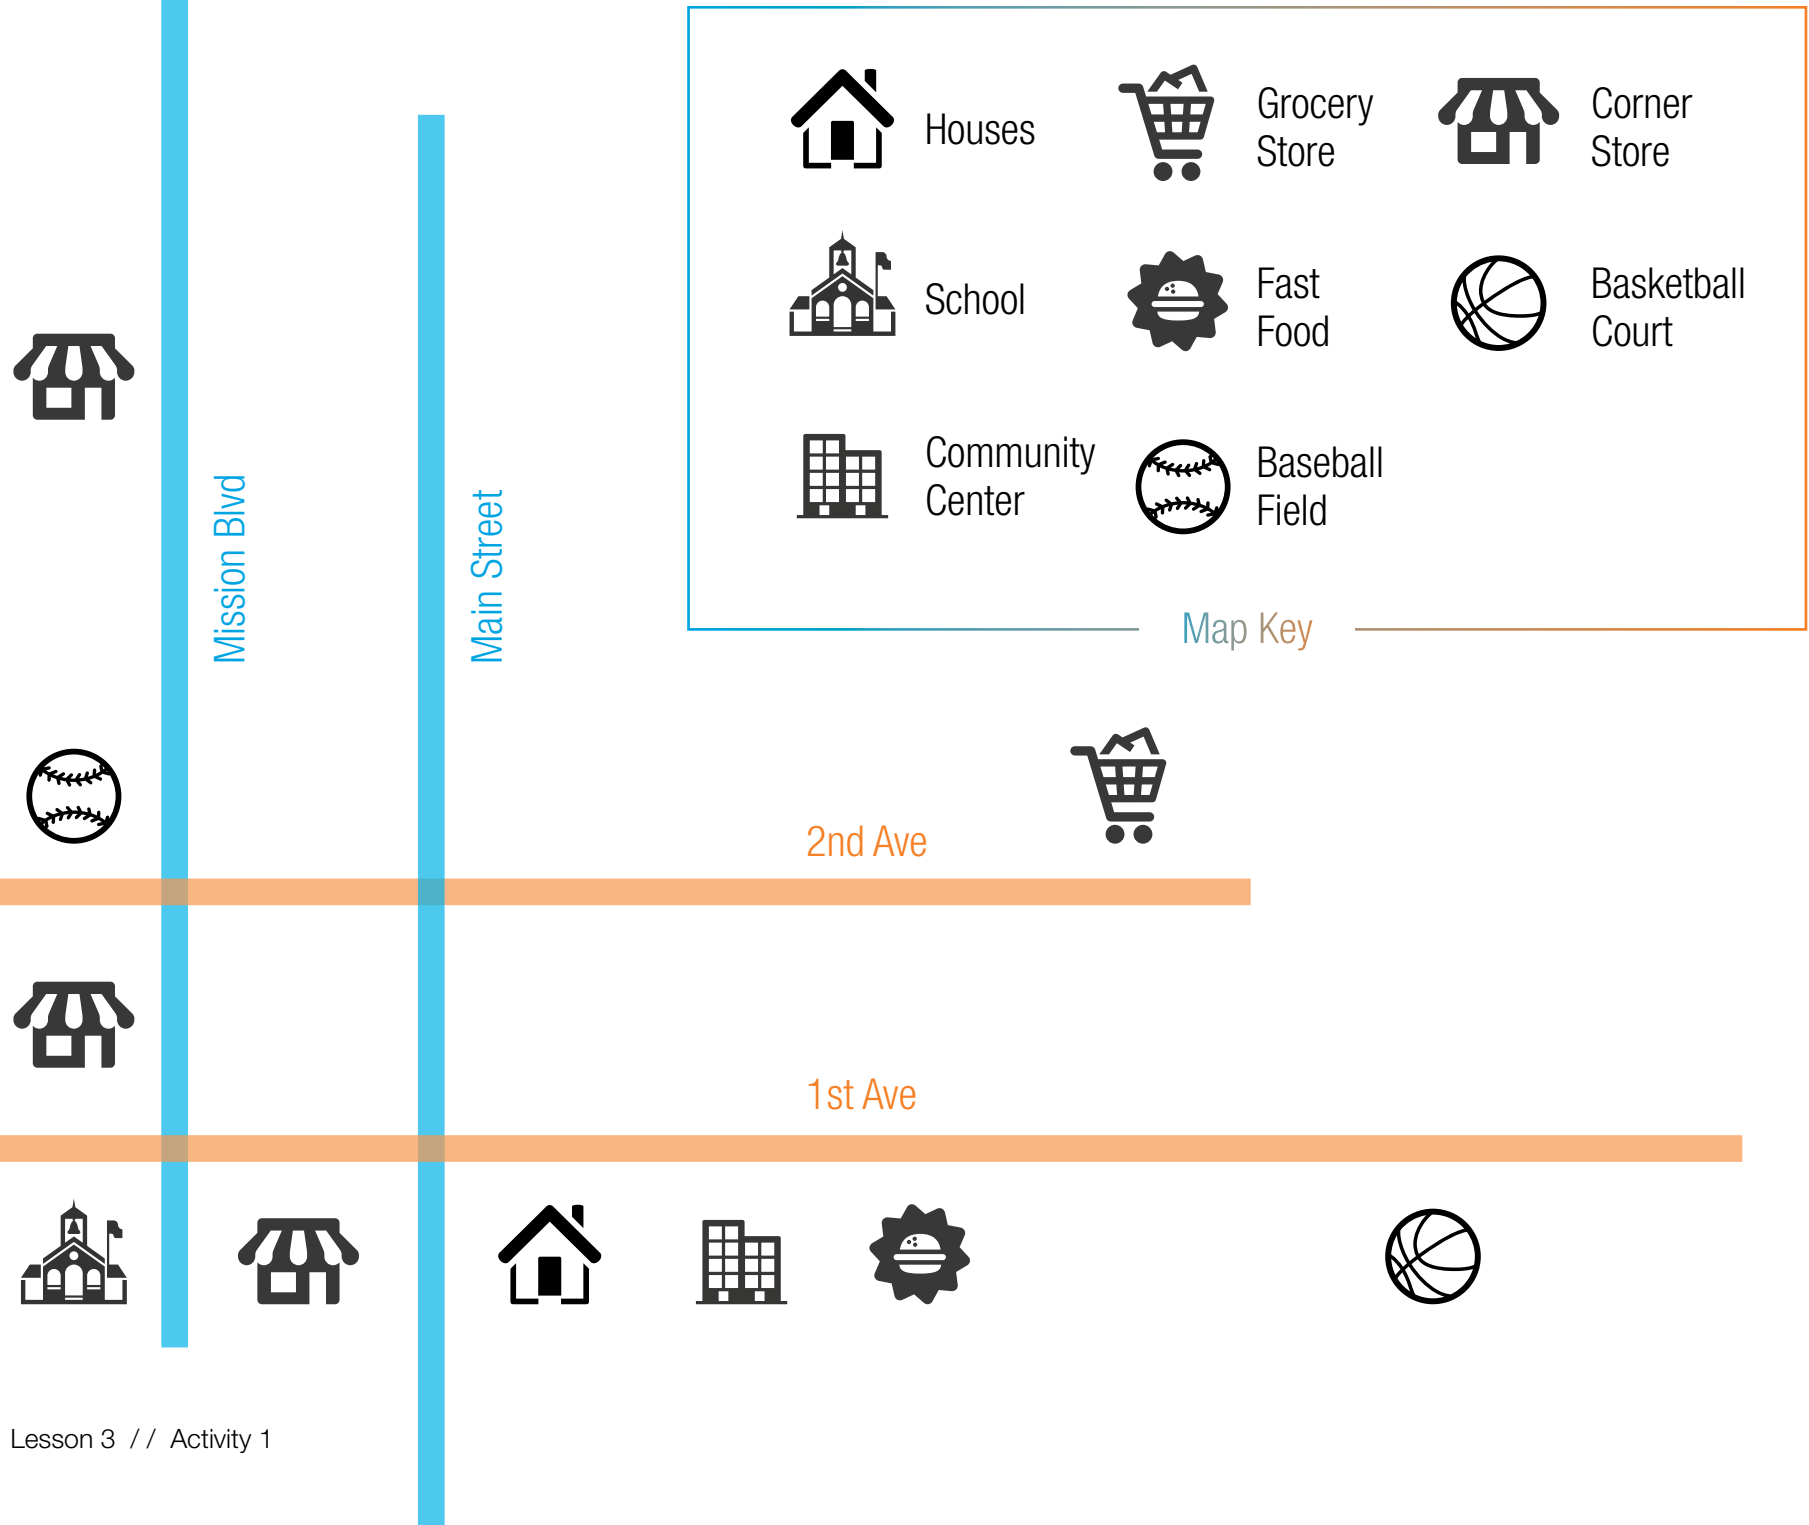 Houses
Grocery
Store
Corner
Store
School
Fast
Food
Basketball
Court
Community
Center
Baseball
Field
Map Key
Mission Blvd
Main Street
2nd Ave
1st Ave
Lesson 3 // Activity 1